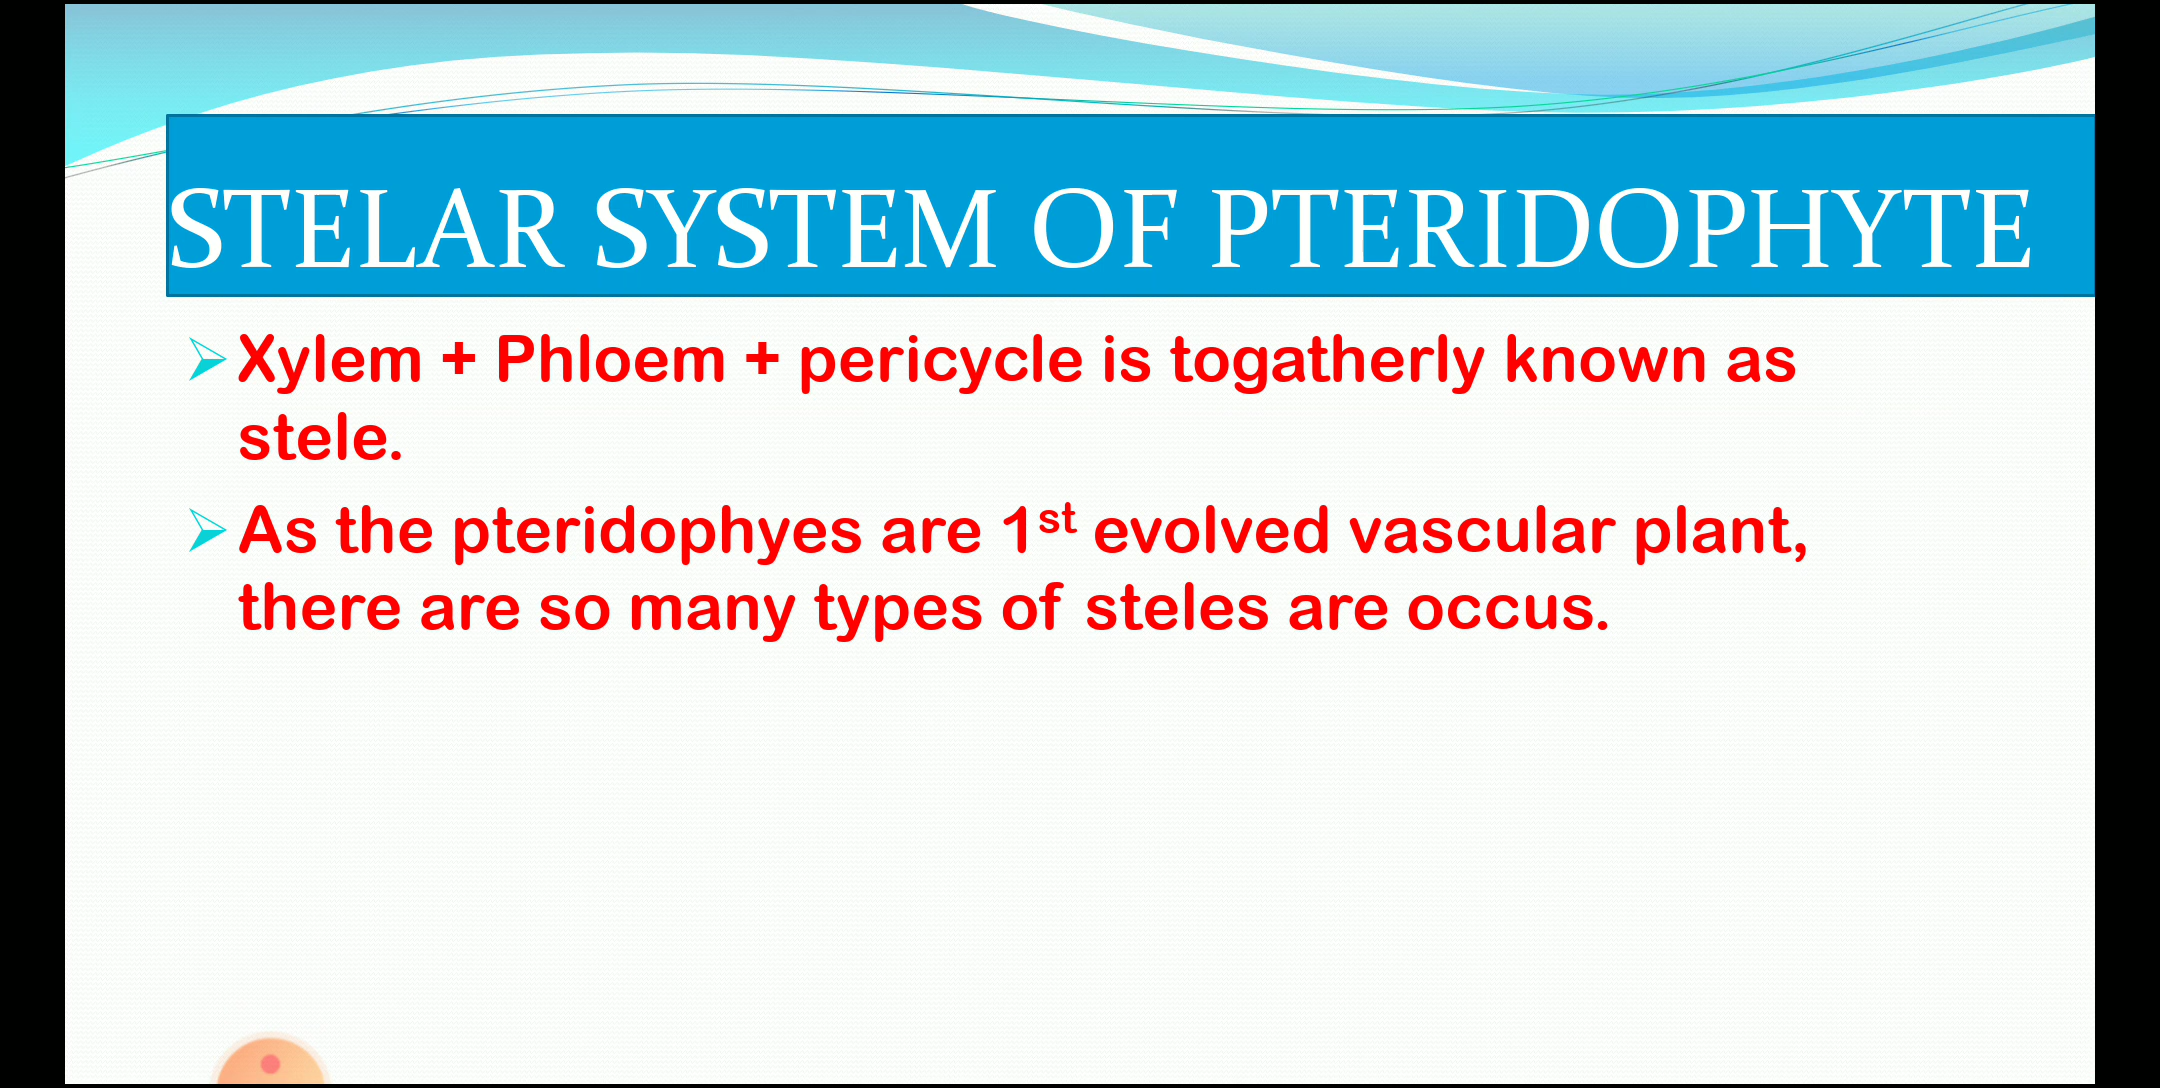 STELAR SYSTEM OF PTERIDOPHYTE
Xylem + Phloem + pericycle is togatherly known as
stele.
As the pteridophyes are 1st evolved vascular plant,
there are so many types of steles are occus.